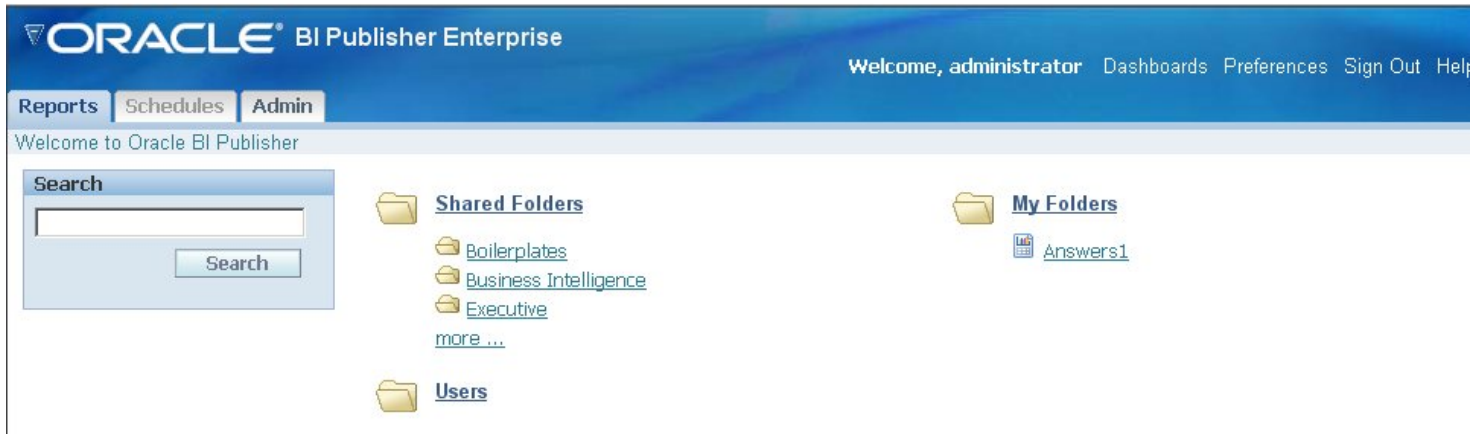 ORACLE BI Publisher Enterprise
Welcome, administrator Dashboards Preferences Sign Out Help
Reports Schedules Admin
Welcome to Oracle BI Publisher
Search
Search
Shared Folders
Boilerplates
Business Intelligence
Executive
more ...
Users
My Folders
Answers1